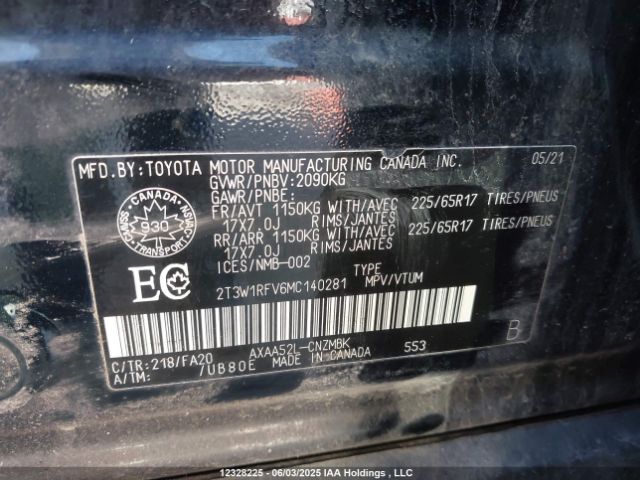 MFD.BY:TOYOTA MOTOR MANUFACTURING CANADA INC. 05/21
GVWR/PNBV:2090KG
GAWR/PNBE:
FR/AVT 1150KG WITH/AVEC 225/65R17 TIRES/PNEUS
17X7.0J RIMS/JANTES
RR/ARR 1150KG WITH/AVEC 225/65R17 TIRES/PNEUS
17X7.0J RIMS/JANTES
ICES/NMB-002 TYPE
2T3W1RFV6MC140281 MPV/VTUM
CANADA
930
TRANSPORT
EC
B
C/TR:218/FA20 AXAA52L-CNZMBK 553
A/TM: /UB80E MADE IN CANADA
12328225 - 06/03/2025 IAA Holdings, LLC